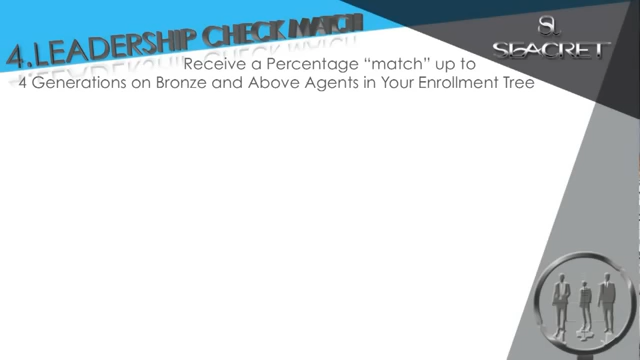 4.LEADERSHIP CHECK MATCH
SEACRET
Receive a Percentage “match” up to
4 Generations on Bronze and Above Agents in Your Enrollment Tree